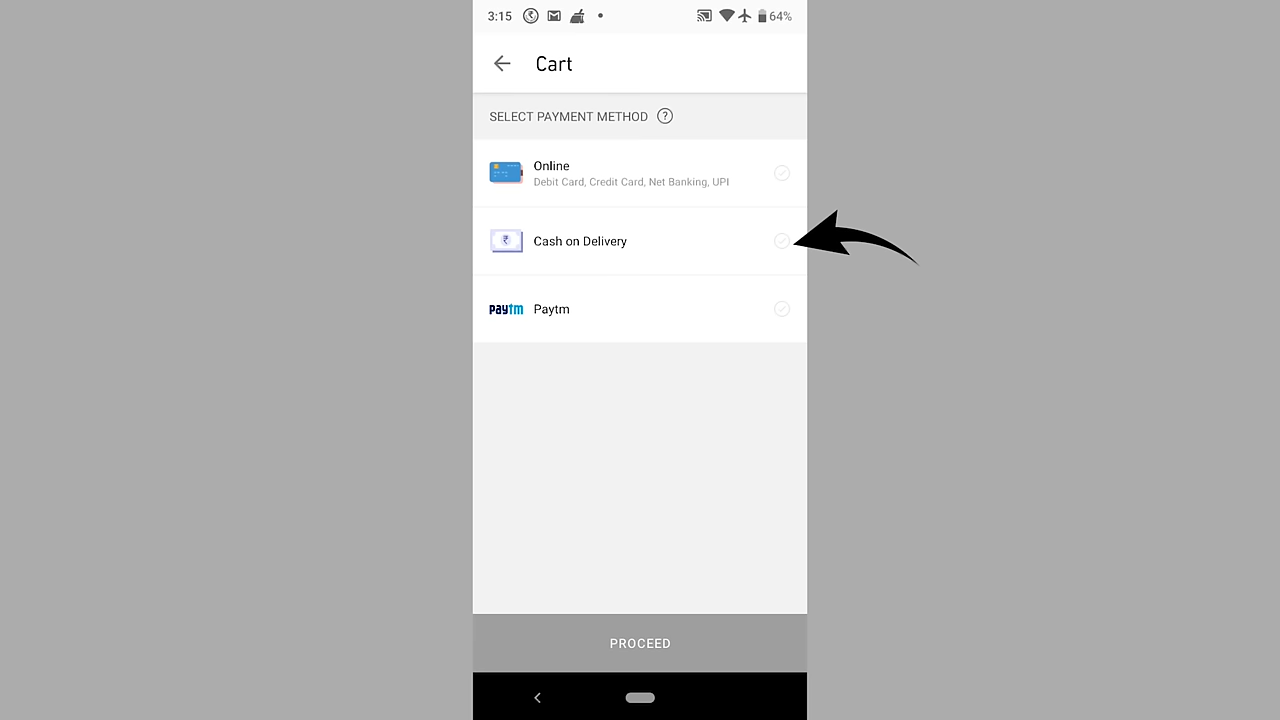 3:15
64%
Cart
SELECT PAYMENT METHOD ?
Online
Debit Card, Credit Card, Net Banking, UPI
₹
Cash on Delivery
paytm
Paytm
PROCEED